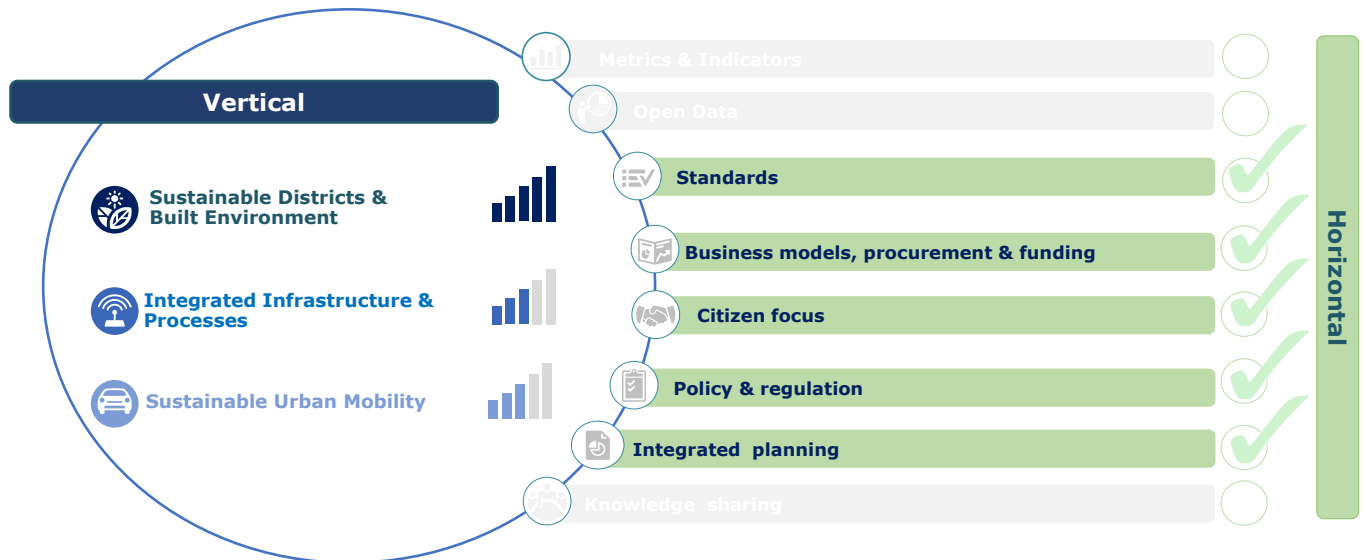 Vertical
Sustainable Districts &
Built Environment
Integrated Infrastructure &
Processes
Sustainable Urban Mobility
Metrics & Indicators
Open Data
Standards
Business models, procurement & funding
Citizen focus
Policy & regulation
Integrated planning
Knowledge sharing
Horizontal